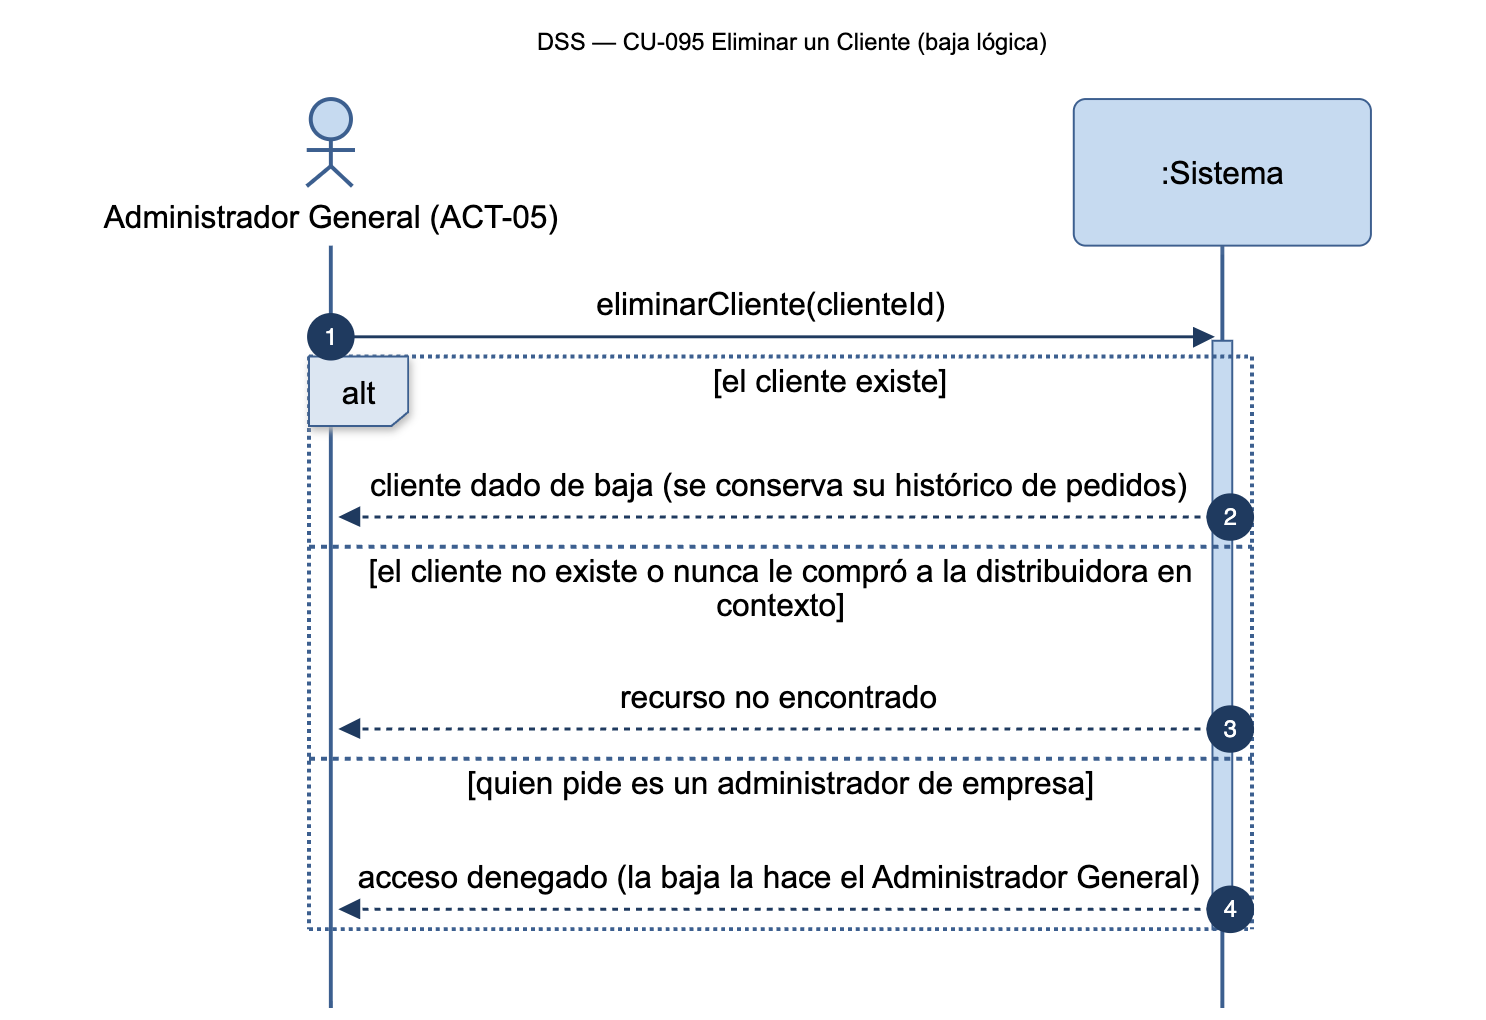 DSS — CU-095 Eliminar un Cliente (baja lógica)
Administrador General (ACT-05)
:Sistema
eliminarCliente(clienteId)
1
alt
[el cliente existe]
cliente dado de baja (se conserva su histórico de pedidos)
2
[el cliente no existe o nunca le compró a la distribuidora en
contexto]
recurso no encontrado
3
[quien pide es un administrador de empresa]
acceso denegado (la baja la hace el Administrador General)
4